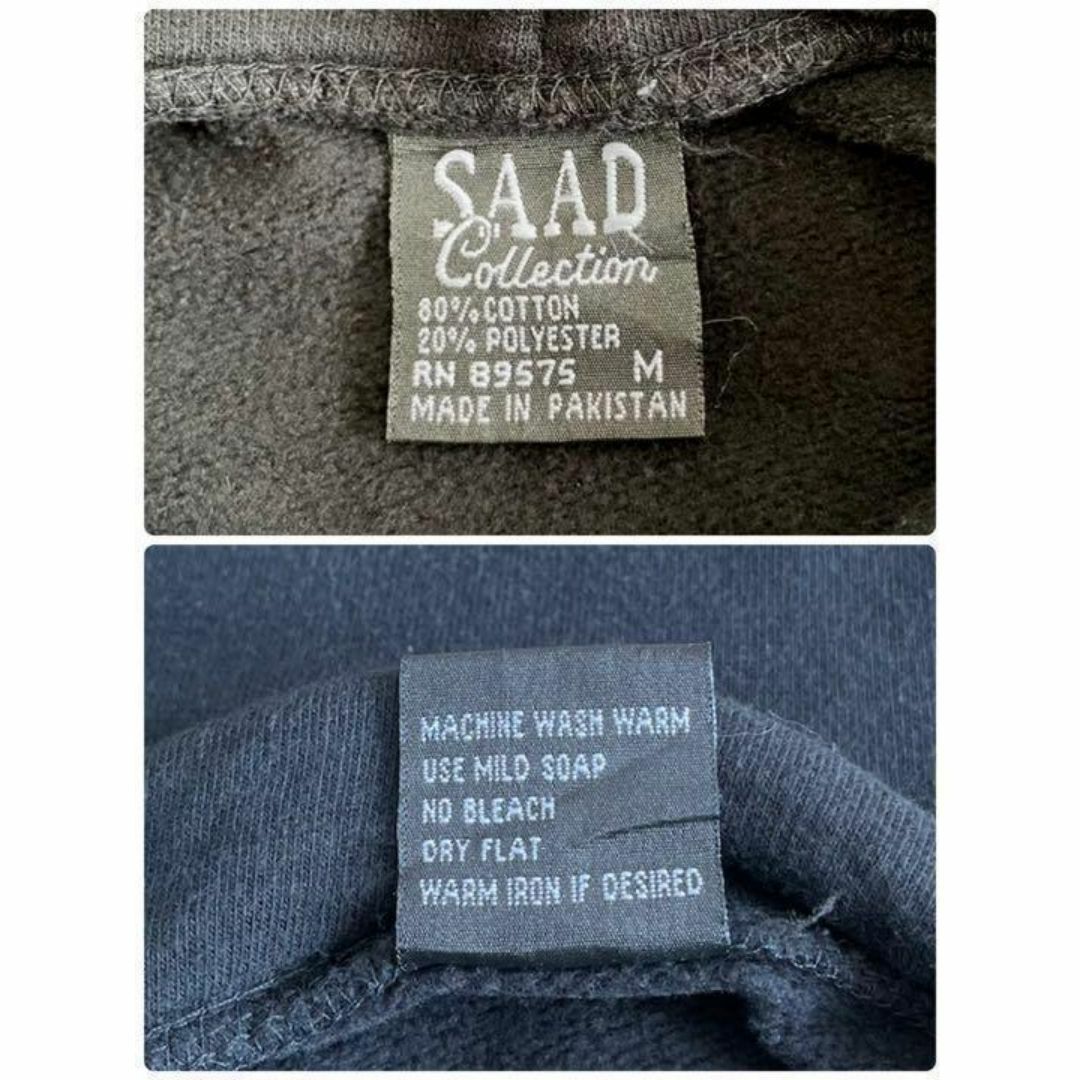 SAAD
Collection
80% COTTON
20% POLYESTER
RN 89575 M
MADE IN PAKISTAN
MACHINE WASH WARM
USE MILD SOAP
NO BLEACH
DRY FLAT
WARM IRON IF DESIRED